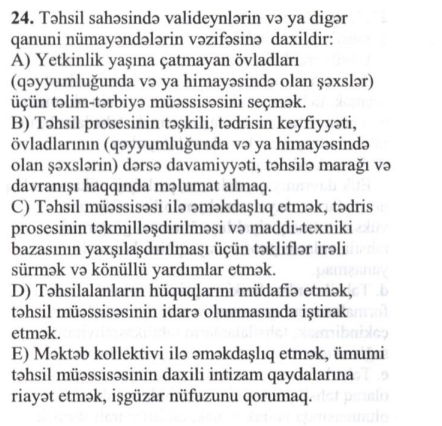 24. Təhsil sahəsində valideynlərin və ya digər
qanuni nümayəndələrin vəzifəsinə daxildir:
A) Yetkinlik yaşına çatmayan övladları
(qəyyumluğunda və ya himayəsində olan şəxslər)
üçün təlim-tərbiyə müəssisəsini seçmək.
B) Təhsil prosesinin təşkili, tədrisin keyfiyyəti,
övladlarının (qəyyumluğunda və ya himayəsində
olan şəxslərin) dərsə davamiyyəti, təhsilə marağı və
davranışı haqqında məlumat almaq.
C) Təhsil müəssisəsi ilə əməkdaşlıq etmək, tədris
prosesinin təkmilləşdirilməsi və maddi-texniki
bazasının yaxşılaşdırılması üçün təkliflər irəli
sürmək və könüllü yardımlar etmək.
D) Təhsilalanların hüquqlarını müdafiə etmək,
təhsil müəssisəsinin idarə olunmasında iştirak
etmək.
E) Məktəb kollektivi ilə əməkdaşlıq etmək, ümumi
təhsil müəssisəsinin daxili intizam qaydalarına
riayət etmək, işgüzar nüfuzunu qorumaq.